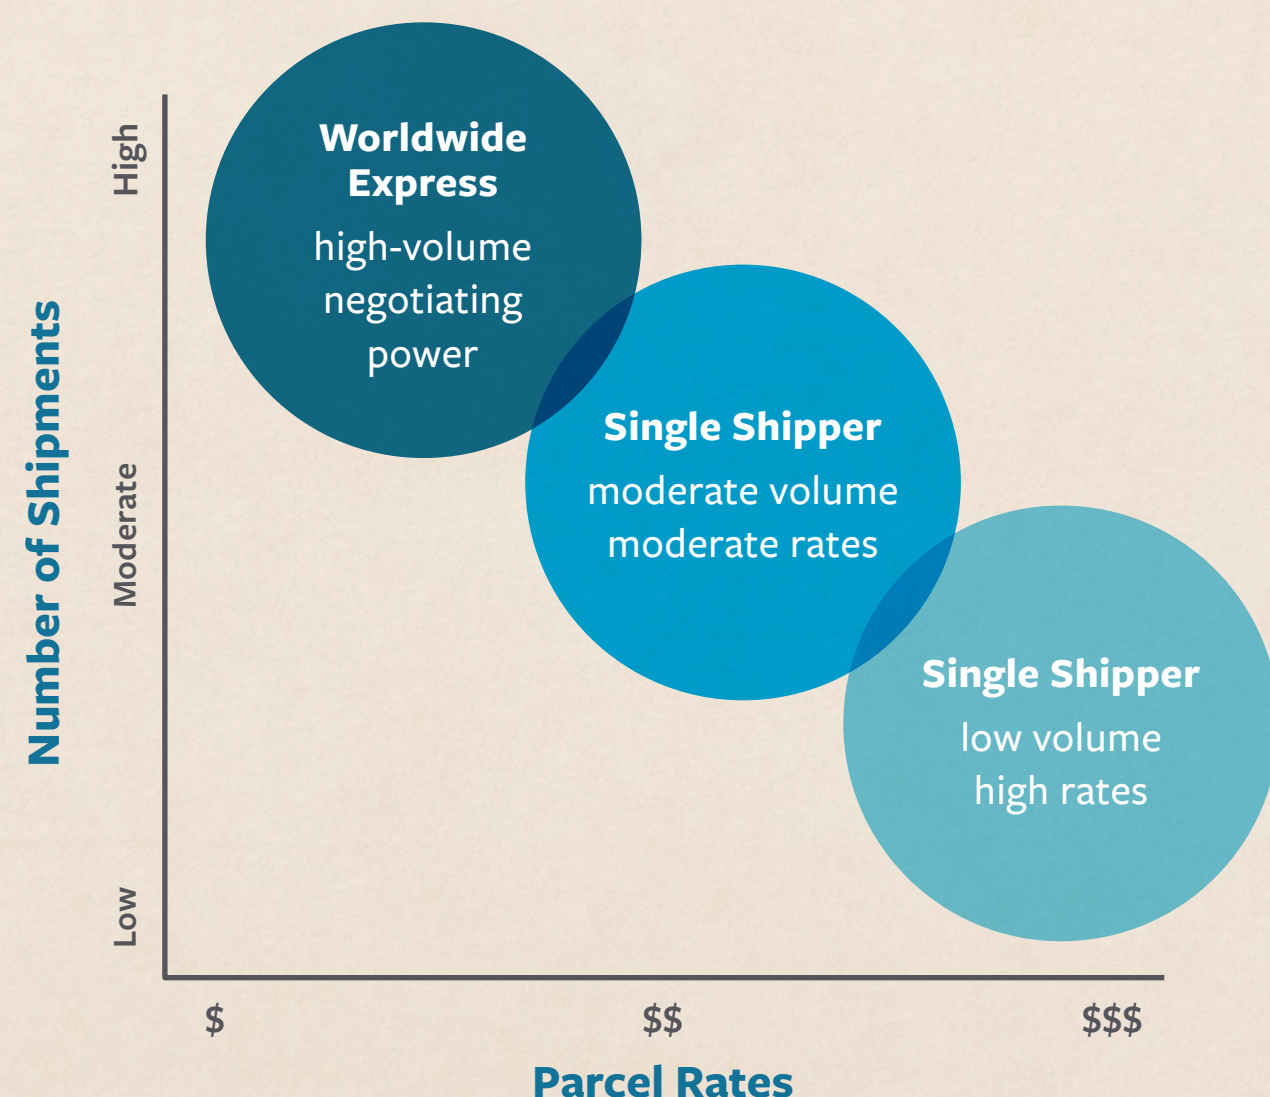 Number of Shipments
High
Moderate
Low
Worldwide
Express
high-volume
negotiating
power
Single Shipper
moderate volume
moderate rates
Single Shipper
low volume
high rates
$
$$
$$$
Parcel Rates